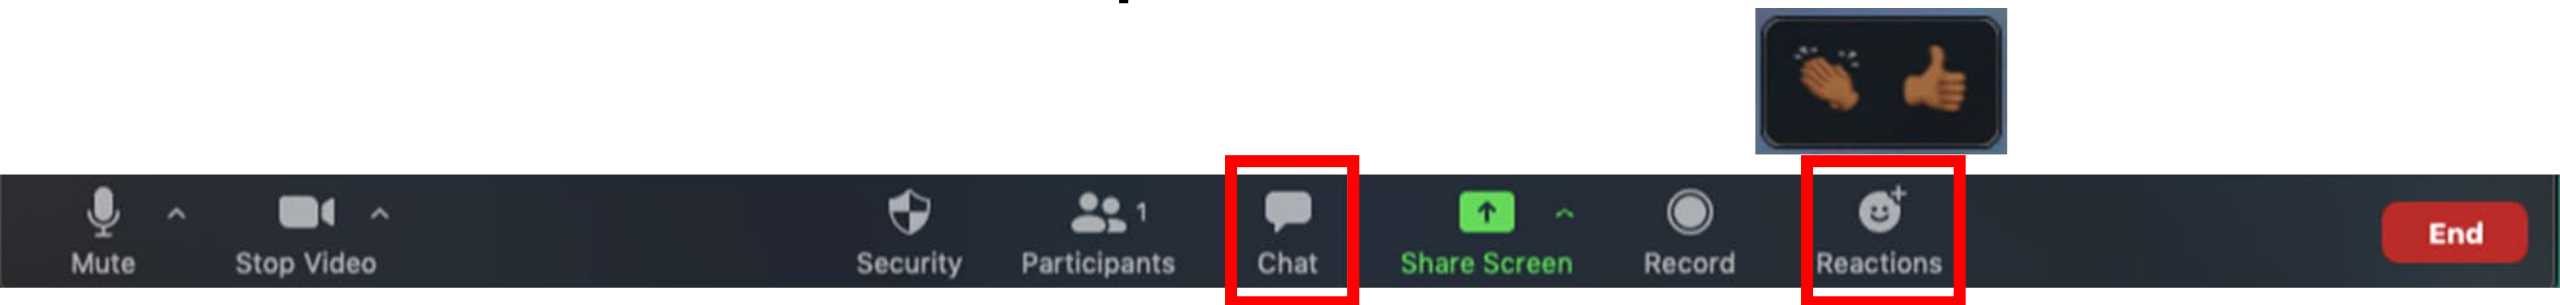 Mute
Stop Video
Security
Participants
1
Chat
Share Screen
Record
Reactions
End